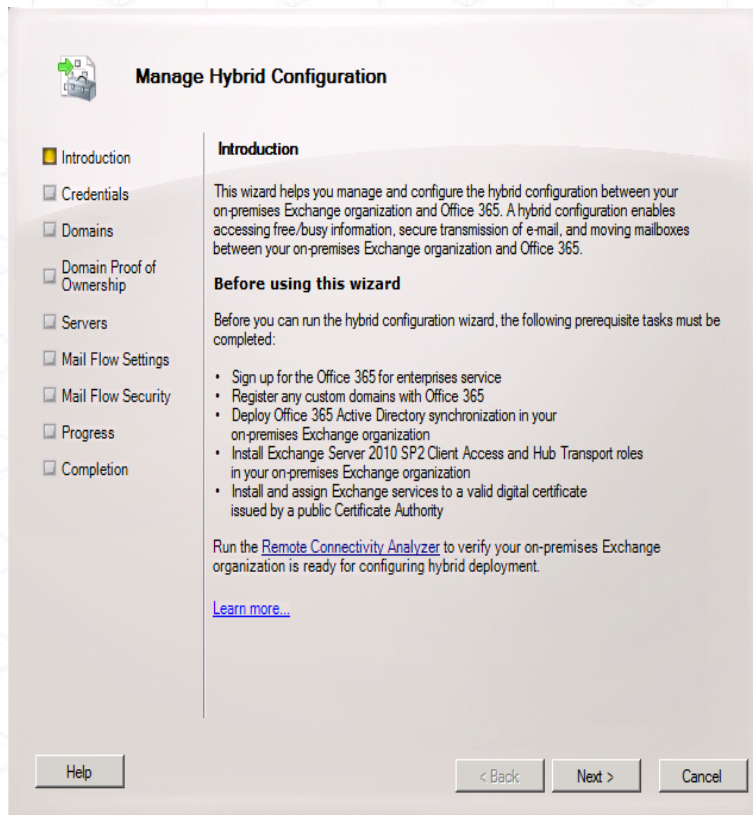 Manage Hybrid Configuration
Introduction
Credentials
Domains
Domain Proof of
Ownership
Servers
Mail Flow Settings
Mail Flow Security
Progress
Completion
Introduction
This wizard helps you manage and configure the hybrid configuration between your
on-premises Exchange organization and Office 365. A hybrid configuration enables
accessing free/busy information, secure transmission of e-mail, and moving mailboxes
between your on-premises Exchange organization and Office 365.
Before using this wizard
Before you can run the hybrid configuration wizard, the following prerequisite tasks must be
completed:
• Sign up for the Office 365 for enterprises service
• Register any custom domains with Office 365
• Deploy Office 365 Active Directory synchronization in your
on-premises Exchange organization
• Install Exchange Server 2010 SP2 Client Access and Hub Transport roles
in your on-premises Exchange organization
• Install and assign Exchange services to a valid digital certificate
issued by a public Certificate Authority
Run the Remote Connectivity Analyzer to verify your on-premises Exchange
organization is ready for configuring hybrid deployment.
Learn more...
Help
< Back
Next >
Cancel